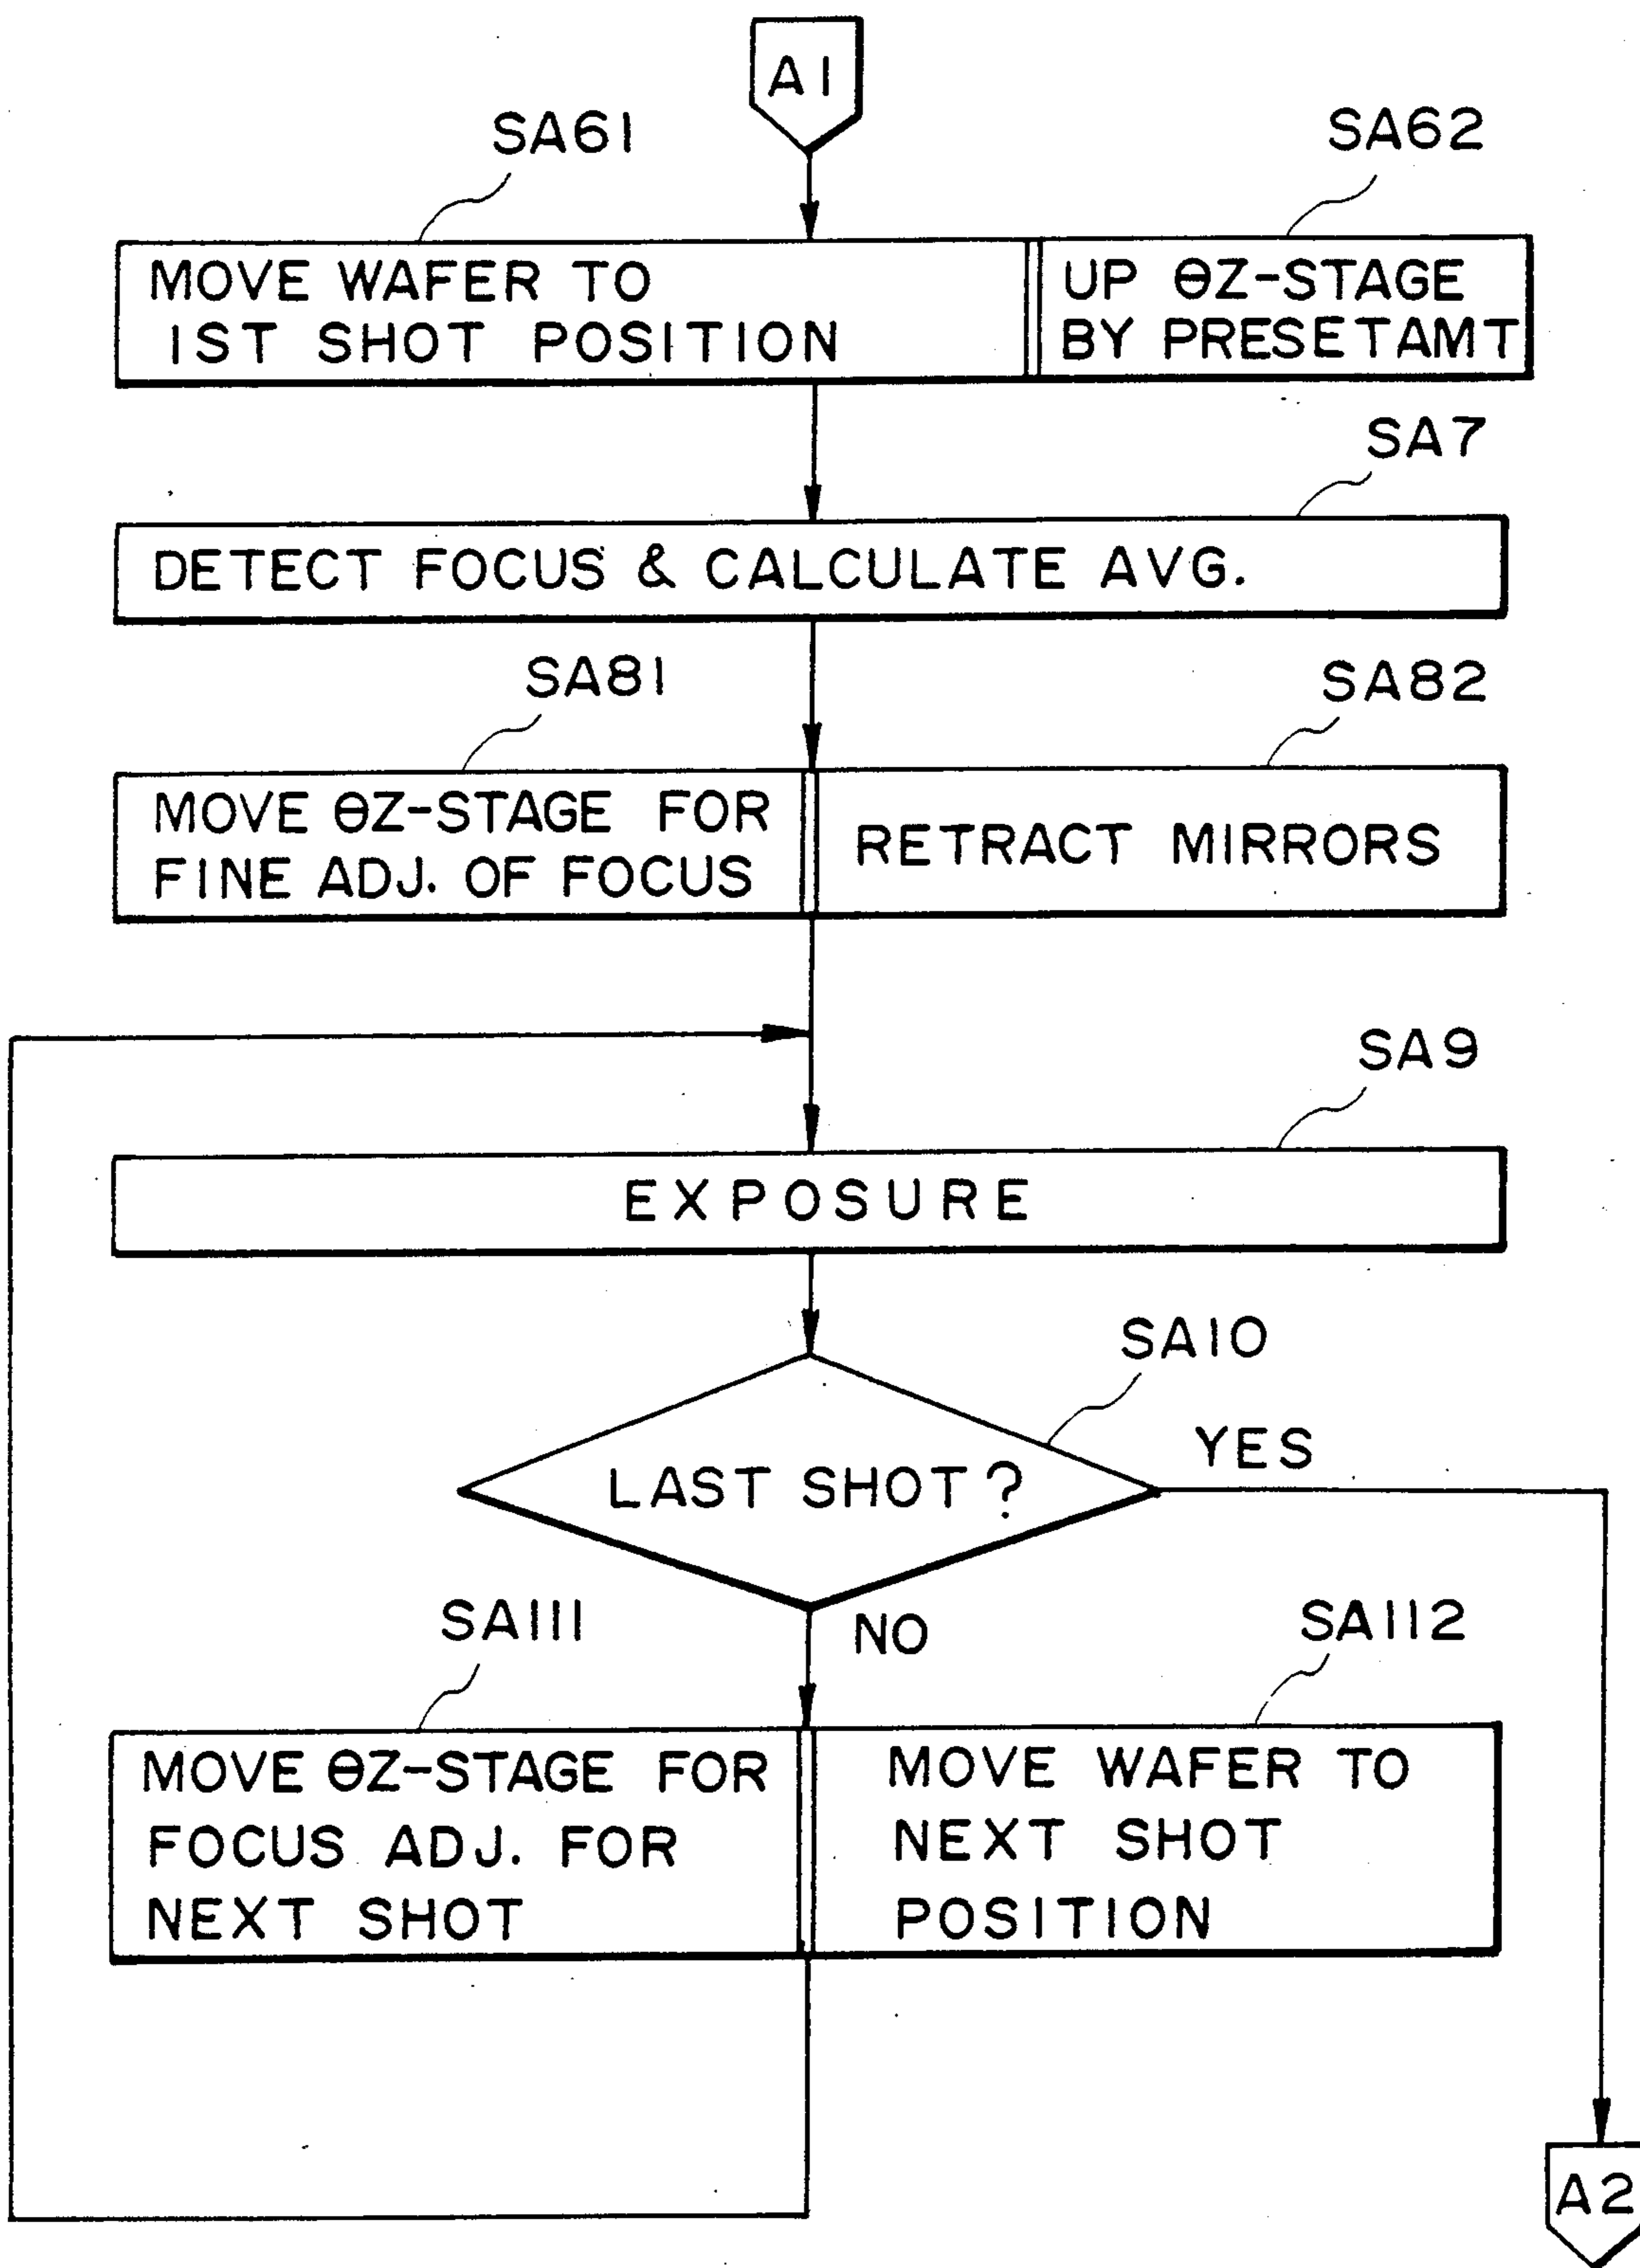 A1
SA61
SA62
MOVE WAFER TO
1ST SHOT POSITION
UP ΘZ-STAGE
BY PRESETAMT
SA7
DETECT FOCUS & CALCULATE AVG.
SA81
SA82
MOVE ΘZ-STAGE FOR
FINE ADJ. OF FOCUS
RETRACT MIRRORS
SA9
EXPOSURE
SA10
YES
LAST SHOT?
NO
SA111
SA112
MOVE ΘZ-STAGE FOR
FOCUS ADJ. FOR
NEXT SHOT
MOVE WAFER TO
NEXT SHOT
POSITION
A2